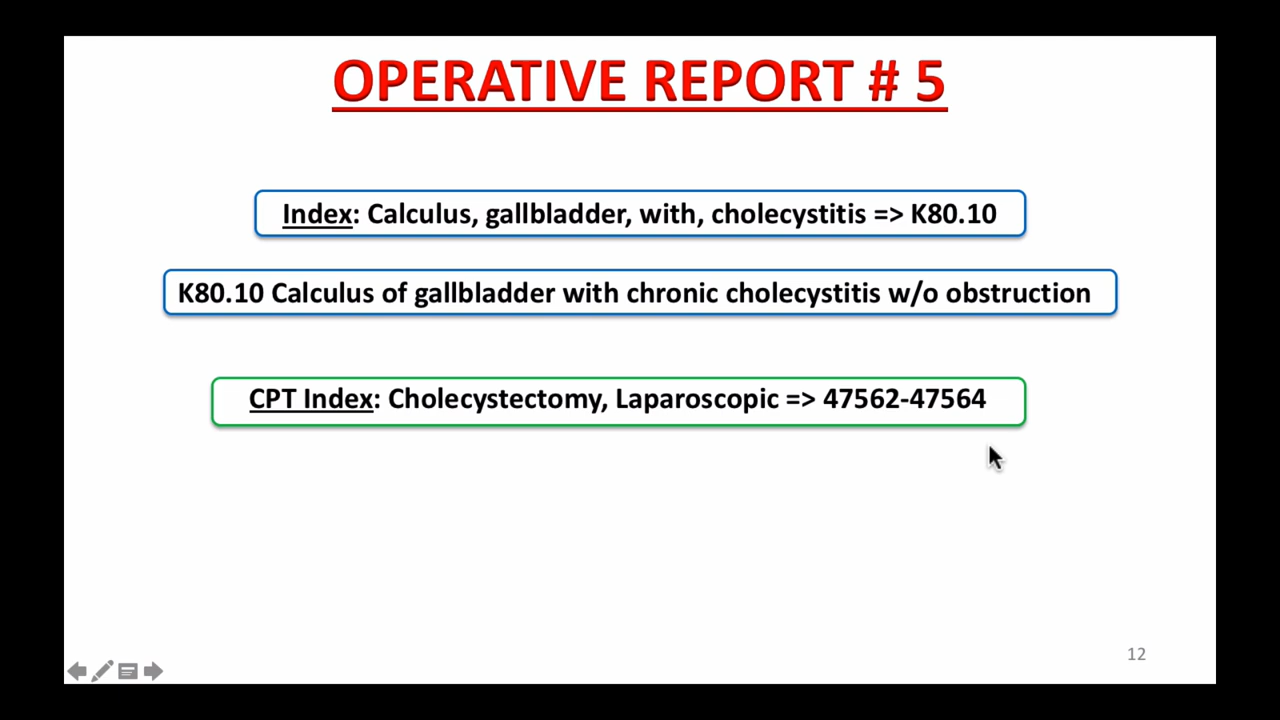 OPERATIVE REPORT # 5
Index: Calculus, gallbladder, with, cholecystitis => K80.10
K80.10 Calculus of gallbladder with chronic cholecystitis w/o obstruction
CPT Index: Cholecystectomy, Laparoscopic => 47562-47564
12